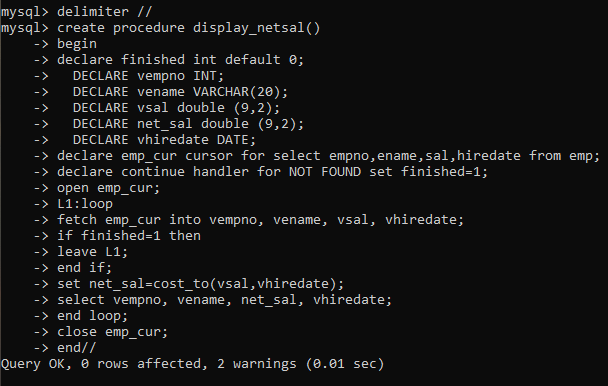 mysql> delimiter //
mysql> create procedure display_netsal()
    -> begin
    -> declare finished int default 0;
    ->   DECLARE vempno INT;
    ->   DECLARE vename VARCHAR(20);
    ->   DECLARE vsal double (9,2);
    ->   DECLARE net_sal double (9,2);
    ->   DECLARE vhiredate DATE;
    -> declare emp_cur cursor for select empno,ename,sal,hiredate from emp;
    -> declare continue handler for NOT FOUND set finished=1;
    -> open emp_cur;
    -> L1:loop
    -> fetch emp_cur into vempno, vename, vsal, vhiredate;
    -> if finished=1 then
    -> leave L1;
    -> end if;
    -> set net_sal=cost_to(vsal,vhiredate);
    -> select vempno, vename, net_sal, vhiredate;
    -> end loop;
    -> close emp_cur;
    -> end//
Query OK, 0 rows affected, 2 warnings (0.01 sec)